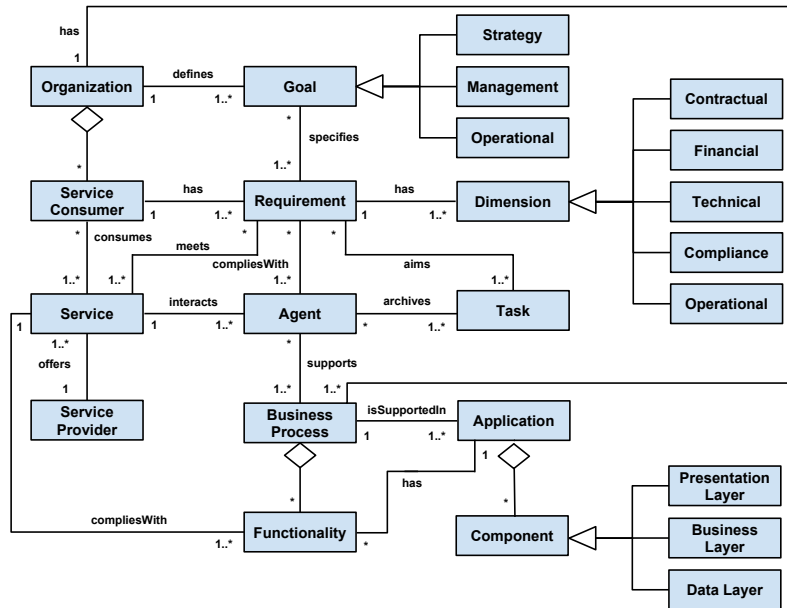 has
1
Strategy
Organization
defines
Goal
Management
1
1..*
*
Contractual
Operational
specifies
Financial
*
1..*
Service
Consumer
has
Requirement
has
Dimension
Technical
1
1..*
1
1..*
*
consumes
*
*
*
meets
compliesWith
aims
Compliance
1..*
1..*
1..*
1..*
Service
interacts
Agent
archives
Task
Operational
1
1..*
1
1..*
*
1..*
offers
supports
1
1..*
1..*
Service
Provider
Business
Process
isSupportedIn
Application
1
1..*
1
has
Presentation
Layer
*
*
compliesWith
Functionality
Component
Business
Layer
1..*
*
Data Layer